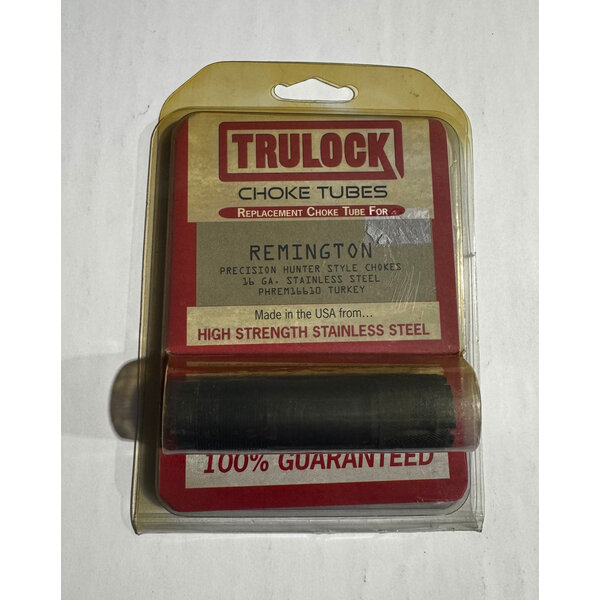 TRULOCK
CHOKE TUBES
REPLACEMENT CHOKE TUBE FOR
REMINGTON
PRECISION HUNTER STYLE CHOKES
16 GA. STAINLESS STEEL
PHREM16610 TURKEY
Made in the USA from...
HIGH STRENGTH STAINLESS STEEL
100% GUARANTEED